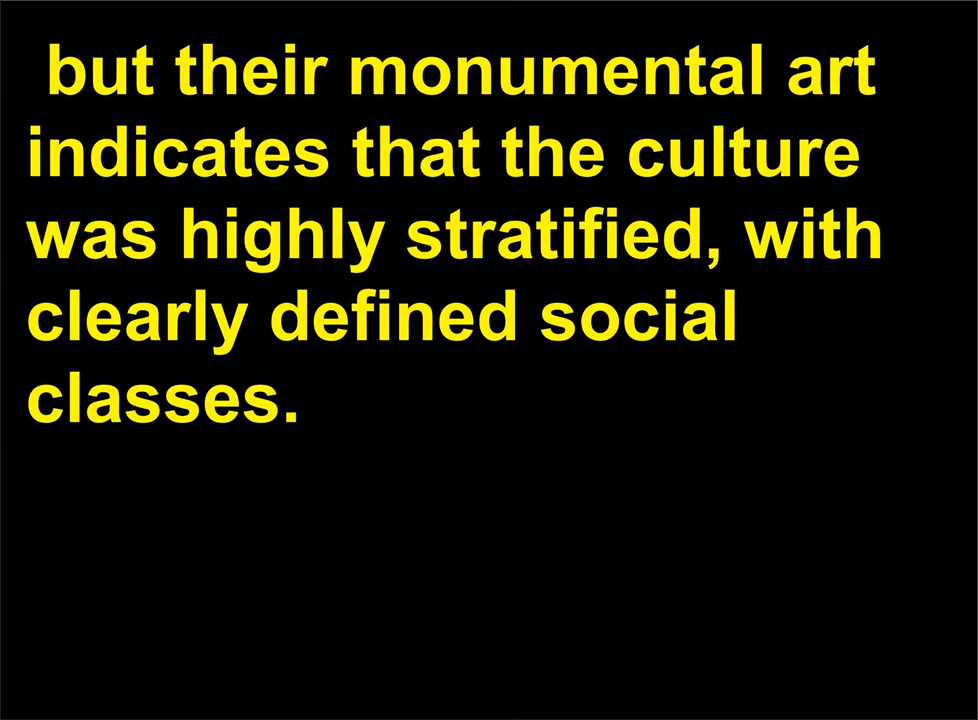 but their monumental art
indicates that the culture
was highly stratified, with
clearly defined social
classes.